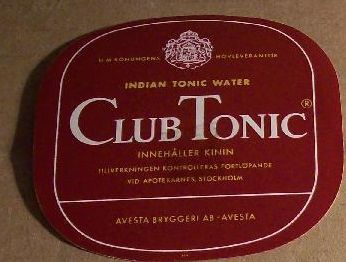 H.M. KONUNGENS HOVLEVERANTÖR
INDIAN TONIC WATER
CLUB TONIC ®
INNEHÅLLER KININ
TILLVERKNINGEN KONTROLLERAS FORTLÖPANDE
VID APOTEKARNES, STOCKHOLM
AVESTA BRYGGERI AB - AVESTA